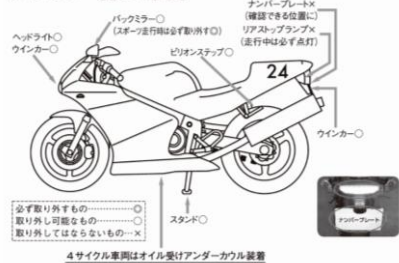 ナンバープレート×
(確認できる位置に)
バックミラー○
(スポーツ走行時は必ず取り外す◎)
リアストップランプ×
(走行中は必ず点灯)
ヘッドライト○
ウインカー○
ピリオンステップ○
24
ウインカー○
スタンド○
必ず取り外すもの…………◎
取り外し可能なもの………○
取り外してはならないもの…×
ナンバープレート
4サイクル車両はオイル受けアンダーカウル装着